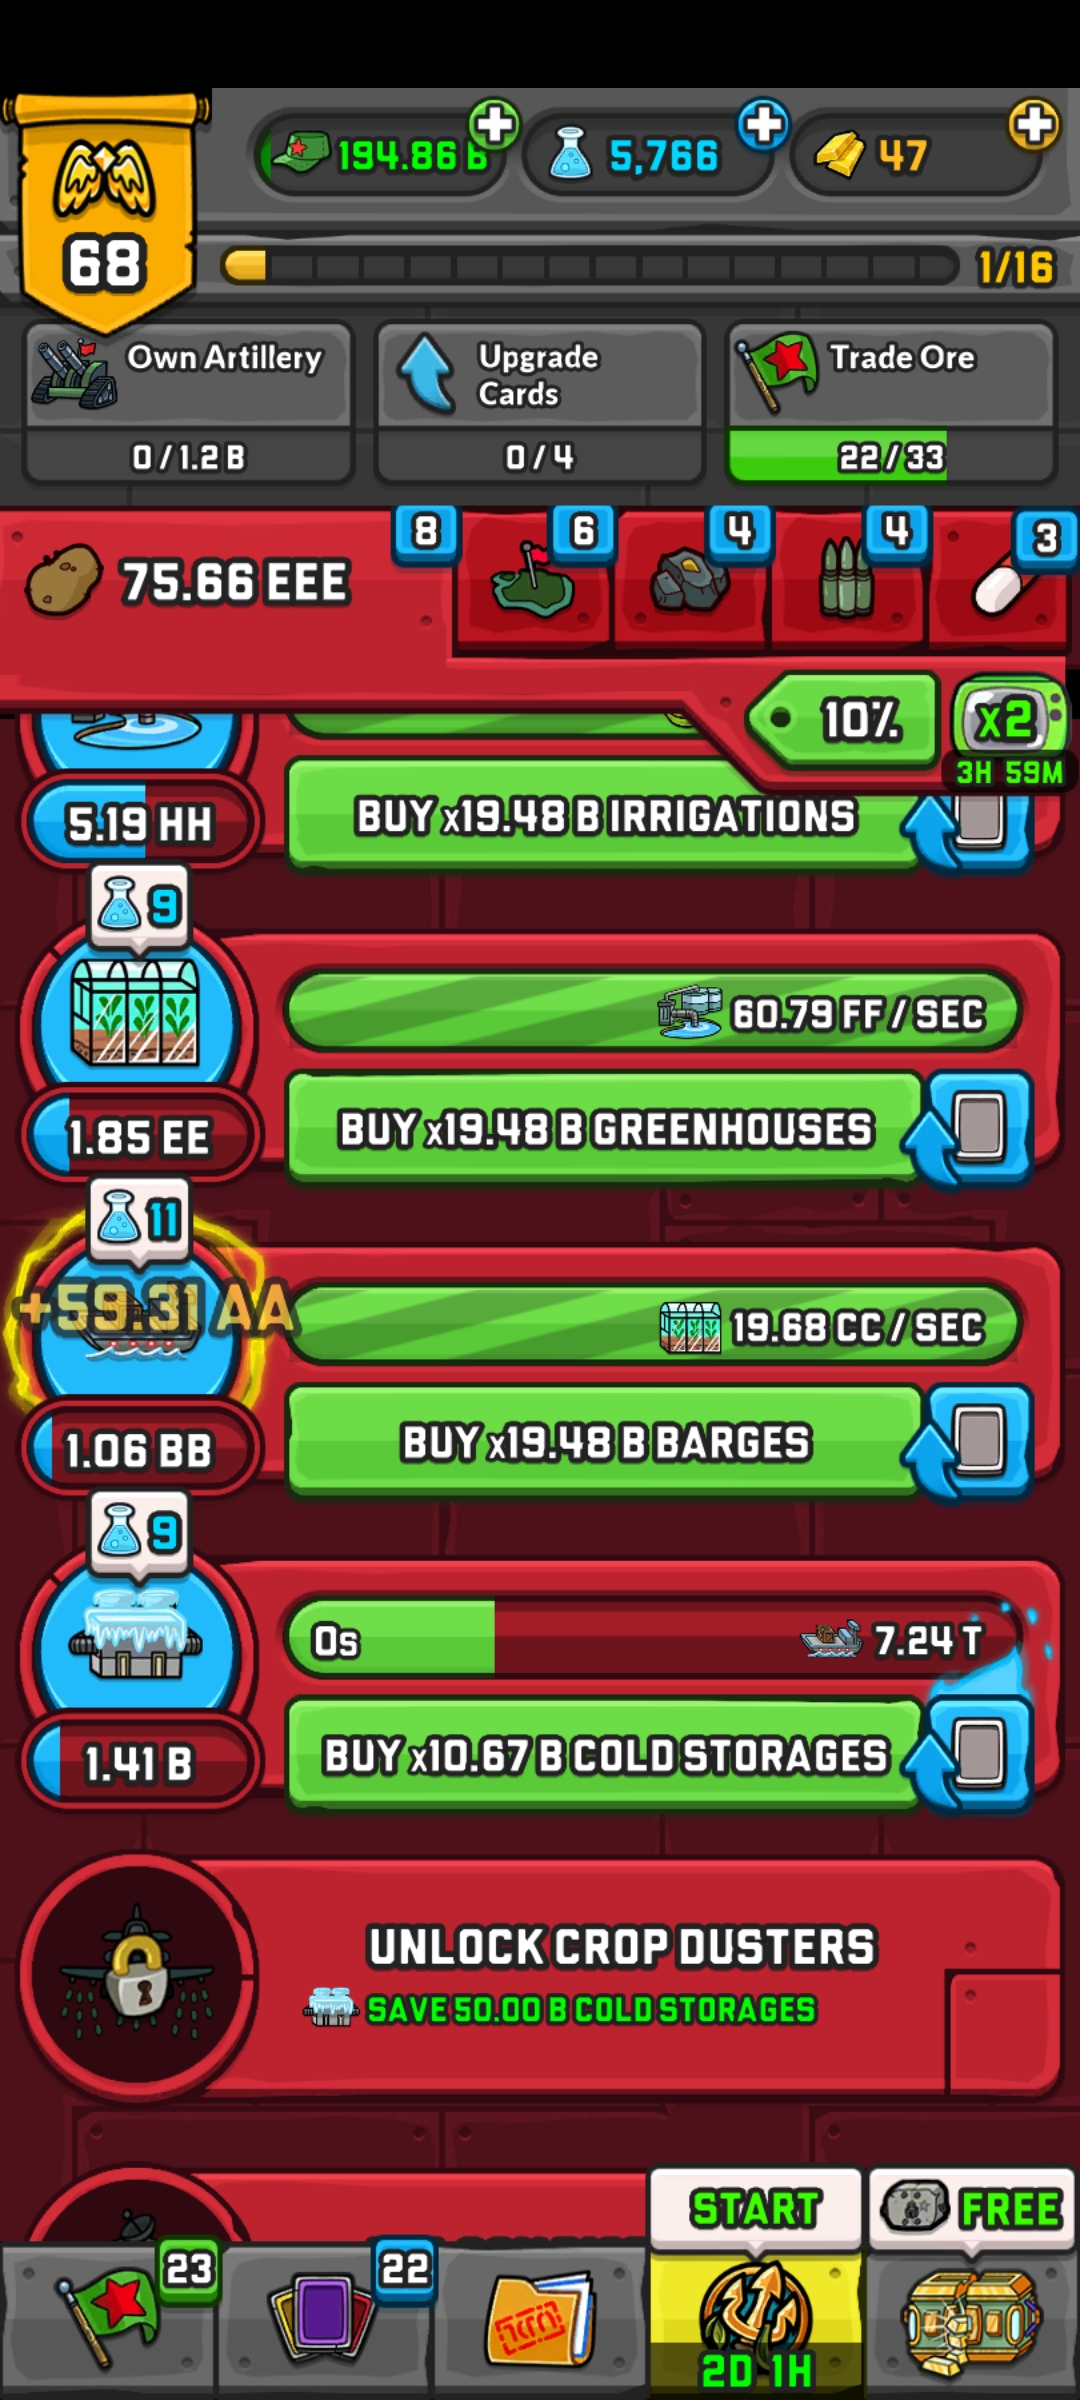 194.86 B
5,766
47
68
1/16
Own Artillery
0 / 1.2 B
Upgrade
Cards
0 / 4
Trade Ore
22 / 33
75.66 EEE
8
6
4
4
3
10%
x2
3H 59M
5.19 HH
BUY x19.48 B IRRIGATIONS
9
60.79 FF / SEC
1.85 EE
BUY x19.48 B GREENHOUSES
11
+59.31 AA
19.68 CC / SEC
1.06 BB
BUY x19.48 B BARGES
9
0s
7.24 T
1.41 B
BUY x10.67 B COLD STORAGES
UNLOCK CROP DUSTERS
SAVE 50.00 B COLD STORAGES
START
FREE
23
22
2D 1H